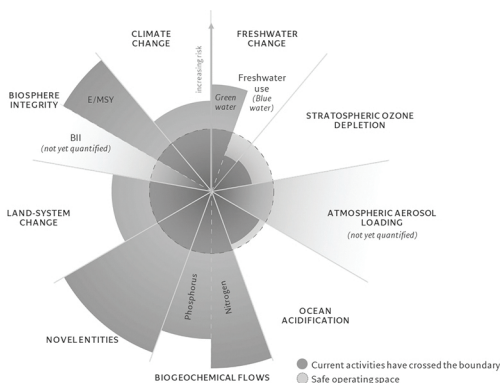 CLIMATE
CHANGE
FRESHWATER
CHANGE
increasing risk
Freshwater
use
(Blue
water)
Green
water
BIOSPHERE
INTEGRITY
E/MSY
BII
(not yet quantified)
STRATOSPHERIC OZONE
DEPLETION
LAND-SYSTEM
CHANGE
ATMOSPHERIC AEROSOL
LOADING
(not yet quantified)
Phosphorus
Nitrogen
OCEAN
ACIDIFICATION
NOVEL ENTITIES
BIOGEOCHEMICAL FLOWS
Current activities have crossed the boundary
Safe operating space